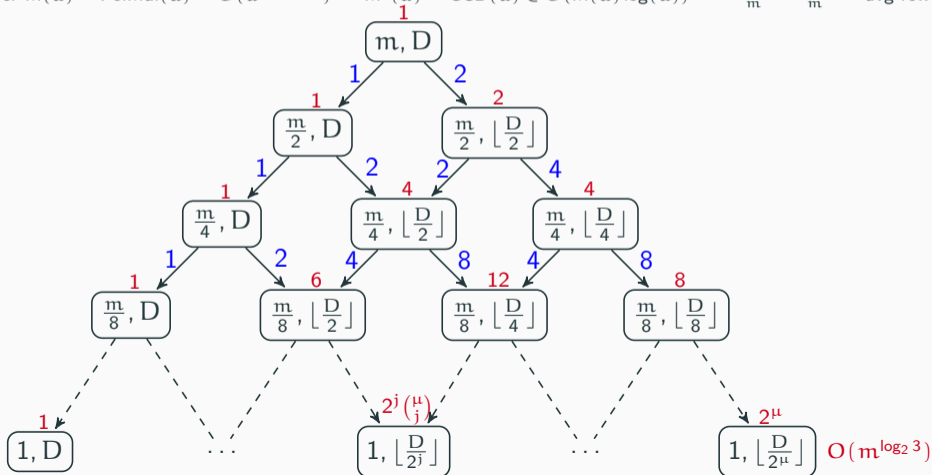 1
m, D
1 2
1 2
m/2, D m/2, ⌊D/2⌋
1 2 2 4
1 4 4
m/4, D m/4, ⌊D/2⌋ m/4, ⌊D/4⌋
1 2 4 8 4 8
1 6 12 8
m/8, D m/8, ⌊D/2⌋ m/8, ⌊D/4⌋ m/8, ⌊D/8⌋
1 2^j (μ j) 2^μ
1, D ... 1, ⌊D/2^j⌋ ... 1, ⌊D/2^μ⌋ O(m^{log₂ 3})